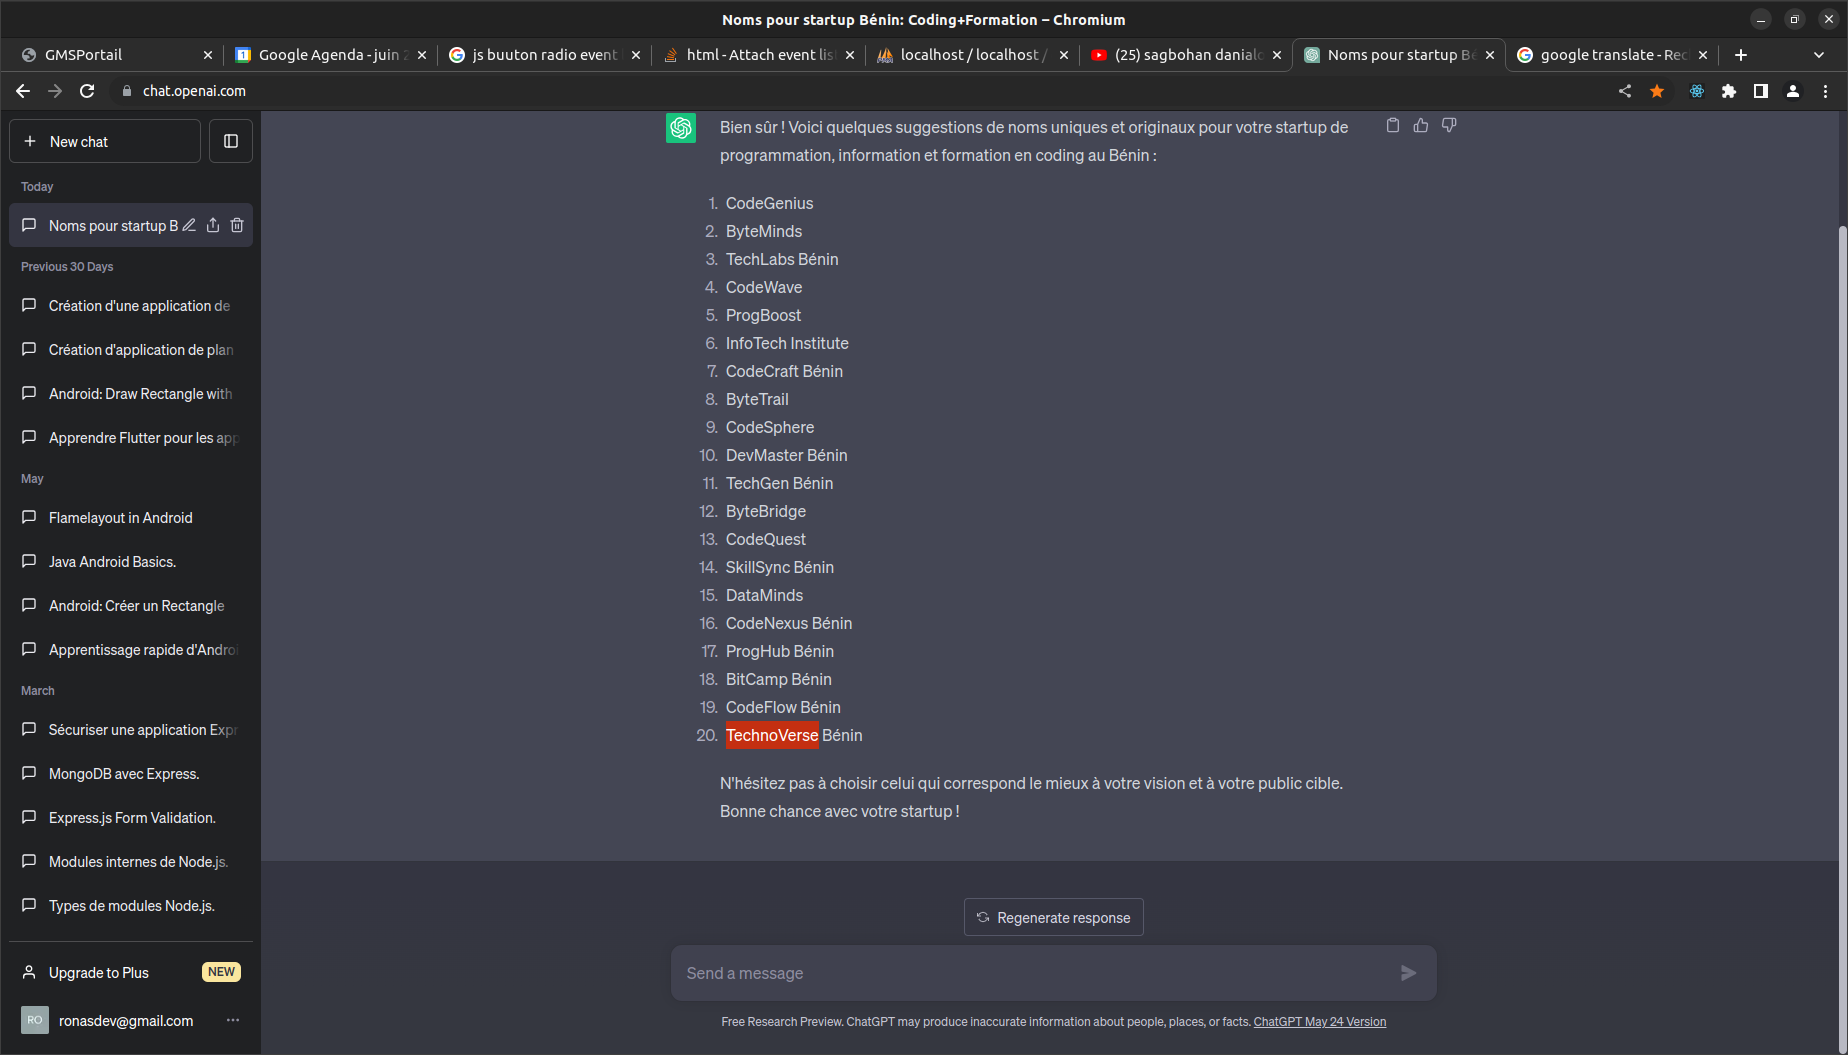 Noms pour startup Bénin: Coding+Formation – Chromium
GMSPortail
Google Agenda - juin 2
js buuton radio event
html - Attach event lis
localhost / localhost /
(25) sagbohan danialo
Noms pour startup Bé
google translate - Rec
chat.openai.com
New chat
Today
Noms pour startup B
Previous 30 Days
Création d'une application de
Création d'application de plan
Android: Draw Rectangle with
Apprendre Flutter pour les app
May
Flamelayout in Android
Java Android Basics.
Android: Créer un Rectangle
Apprentissage rapide d'Androi
March
Sécuriser une application Expr
MongoDB avec Express.
Express.js Form Validation.
Modules internes de Node.js.
Types de modules Node.js.
Upgrade to Plus NEW
RO ronasdev@gmail.com
Bien sûr ! Voici quelques suggestions de noms uniques et originaux pour votre startup de
programmation, information et formation en coding au Bénin :
1. CodeGenius
2. ByteMinds
3. TechLabs Bénin
4. CodeWave
5. ProgBoost
6. InfoTech Institute
7. CodeCraft Bénin
8. ByteTrail
9. CodeSphere
10. DevMaster Bénin
11. TechGen Bénin
12. ByteBridge
13. CodeQuest
14. SkillSync Bénin
15. DataMinds
16. CodeNexus Bénin
17. ProgHub Bénin
18. BitCamp Bénin
19. CodeFlow Bénin
20. TechnoVerse Bénin
N'hésitez pas à choisir celui qui correspond le mieux à votre vision et à votre public cible.
Bonne chance avec votre startup !
Regenerate response
Send a message
Free Research Preview. ChatGPT may produce inaccurate information about people, places, or facts. ChatGPT May 24 Version